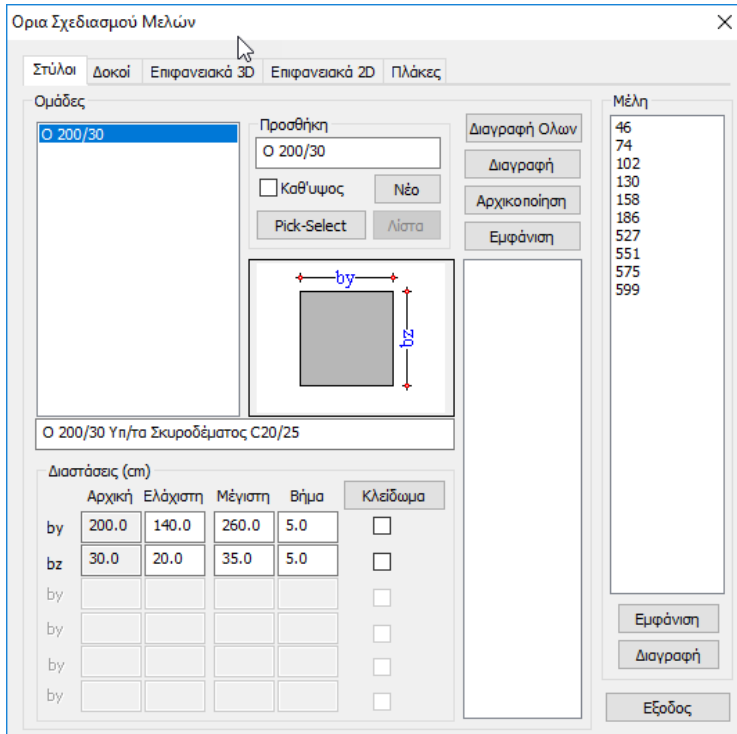 Ορια Σχεδιασμού Μελών
Στύλοι Δοκοί Επιφανειακά 3D Επιφανειακά 2D Πλάκες
Ομάδες
Ο 200/30
Προσθήκη
Ο 200/30
Καθ'υψος Νέο
Pick-Select Λίστα
Διαγραφή Ολων
Διαγραφή
Αρχικοποίηση
Εμφάνιση
by
bz
Ο 200/30 Υπ/τα Σκυροδέματος C20/25
Διαστάσεις (cm)
Αρχική Ελάχιστη Μέγιστη Βήμα Κλείδωμα
by 200.0 140.0 260.0 5.0
bz 30.0 20.0 35.0 5.0
by
by
by
by
Μέλη
46
74
102
130
158
186
527
551
575
599
Εμφάνιση
Διαγραφή
Εξοδος